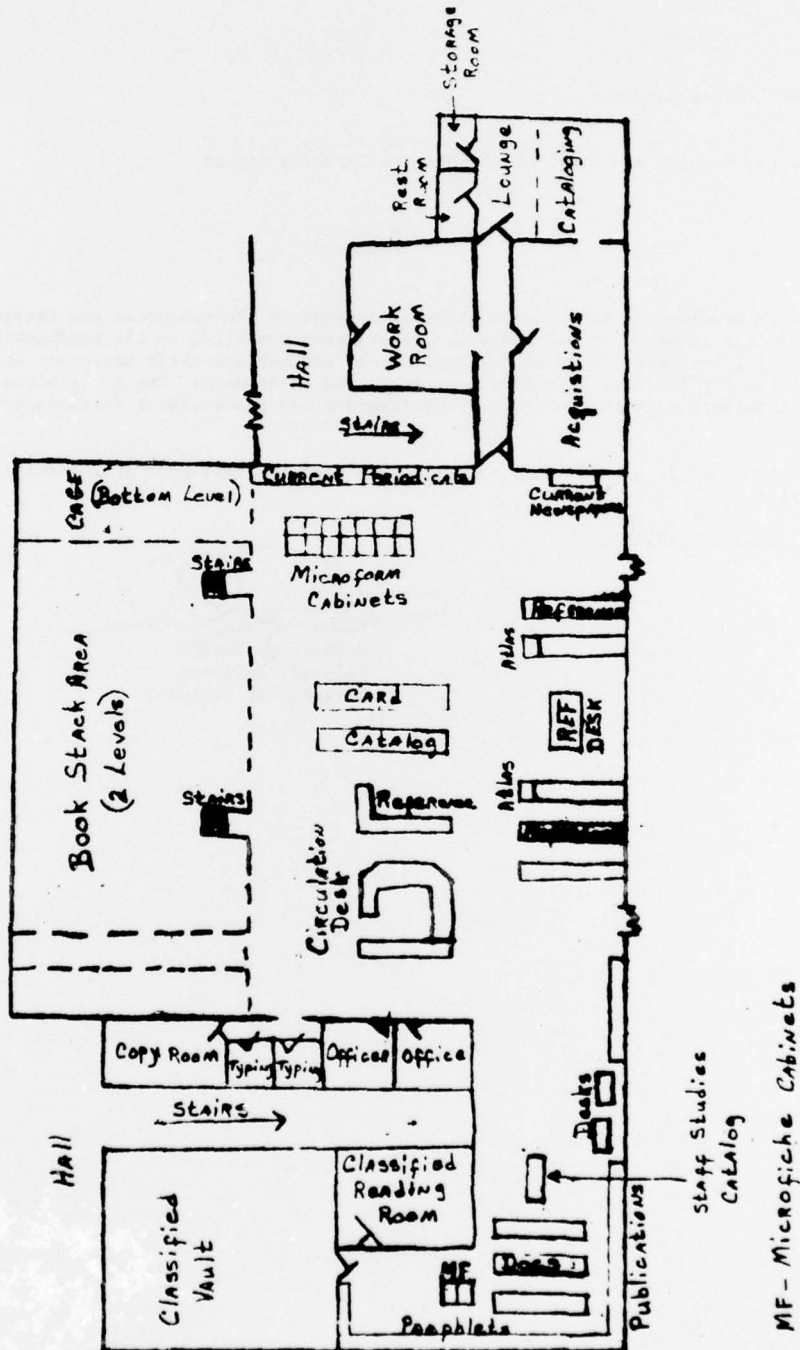 STORAGE
ROOM
Rest
Room
LOUNGE
CATALOGING
HALL
WORK
ROOM
STAIRS
Acquistions
CAGE
(Bottom Level)
CURRENT
CURRENT
Newspapers
Stairs
Microform
Cabinets
Reference
Atlas
Book Stack Area
(2 Levels)
CARd
CAtalog
REF
DESK
Stairs
Reference
Atlas
CIRCULATION
Desk
Copy Room
Typing
Typing
Office
Office
STAIRS
HALL
Desks
Classified
Reading
Room
Classified
Vault
MF
Docs
Pamphlets
Publications
Staff Studies
Catalog
MF - Microfiche Cabinets